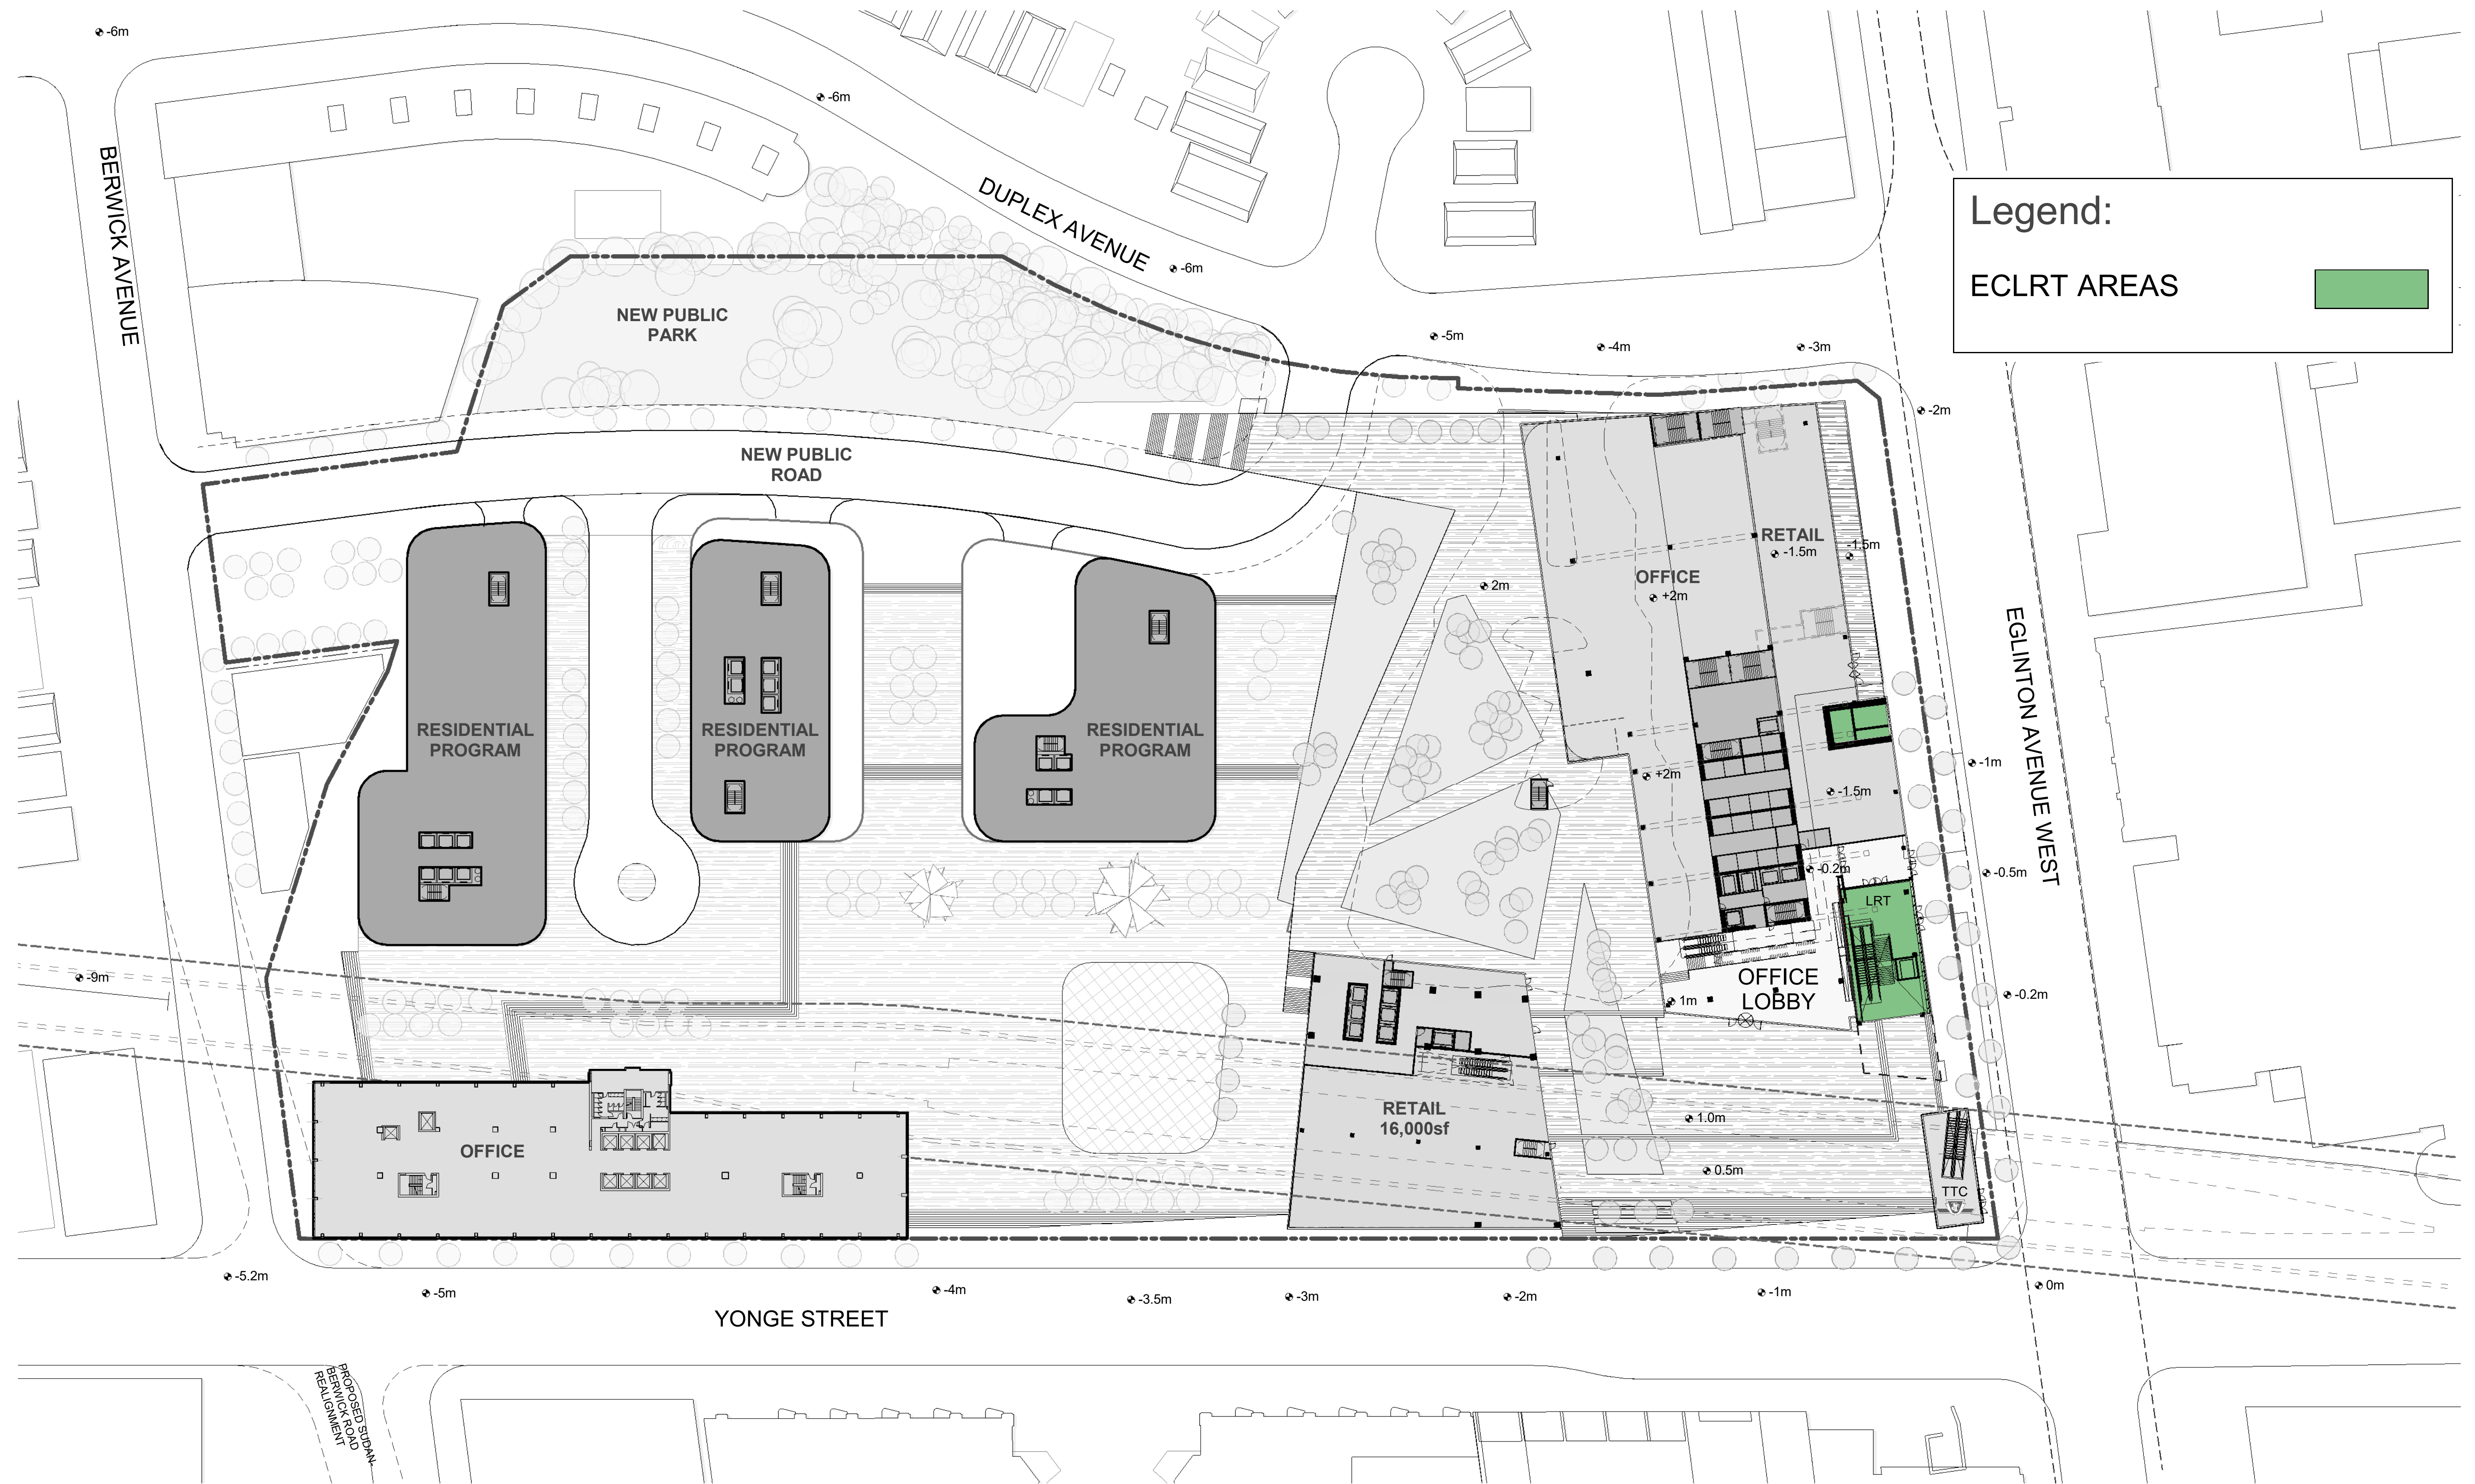 -6m
-6m
BERWICK AVENUE
DUPLEX AVENUE
-6m
Legend:
ECLRT AREAS
NEW PUBLIC
PARK
-5m
-4m
-3m
-2m
NEW PUBLIC
ROAD
RETAIL
-1.5m
-1.5m
OFFICE
+2m
2m
EGLINTON AVENUE WEST
RESIDENTIAL
PROGRAM
RESIDENTIAL
PROGRAM
RESIDENTIAL
PROGRAM
+2m
-1.5m
-1m
-0.2m
-0.5m
LRT
-9m
OFFICE
LOBBY
1m
-0.2m
RETAIL
16,000sf
1.0m
OFFICE
0.5m
TTC
-5.2m
-5m
-4m
-3.5m
-3m
-2m
-1m
0m
YONGE STREET
PROPOSED SUDAN-
BERWICK ROAD
REALIGNMENT